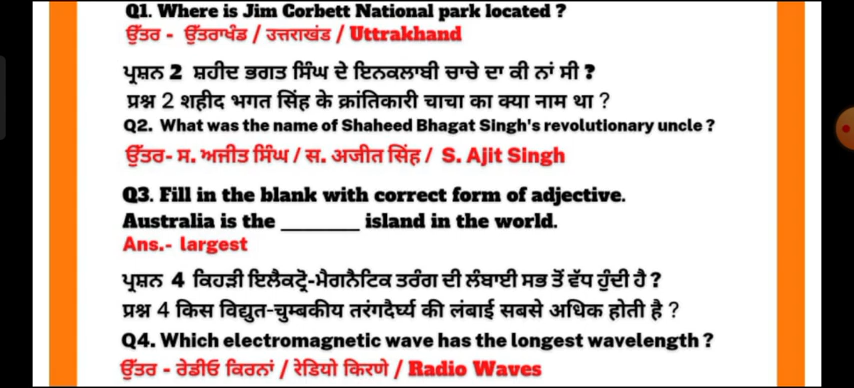 Q1. Where is Jim Corbett National park located ?
ਉੱਤਰ - ਉੱਤਰਾਖੰਡ / उत्तराखंड / Uttrakhand
ਪ੍ਰਸ਼ਨ 2 ਸ਼ਹੀਦ ਭਗਤ ਸਿੰਘ ਦੇ ਇਨਕਲਾਬੀ ਚਾਚੇ ਦਾ ਕੀ ਨਾਂ ਸੀ ?
प्रश्न 2 शहीद भगत सिंह के क्रांतिकारी चाचा का क्या नाम था ?
Q2. What was the name of Shaheed Bhagat Singh's revolutionary uncle ?
ਉੱਤਰ- ਸ. ਅਜੀਤ ਸਿੰਘ / स. अजीत सिंह / S. Ajit Singh
Q3. Fill in the blank with correct form of adjective.
Australia is the ________ island in the world.
Ans.- largest
ਪ੍ਰਸ਼ਨ 4 ਕਿਹੜੀ ਇਲੈਕਟ੍ਰੋ-ਮੈਗਨੈਟਿਕ ਤਰੰਗ ਦੀ ਲੰਬਾਈ ਸਭ ਤੋਂ ਵੱਧ ਹੁੰਦੀ ਹੈ ?
प्रश्न 4 किस विद्युत-चुम्बकीय तरंगदैर्घ्य की लंबाई सबसे अधिक होती है ?
Q4. Which electromagnetic wave has the longest wavelength ?
ਉੱਤਰ - ਰੇਡੀਓ ਕਿਰਨਾਂ / रेडियो किरणे / Radio Waves